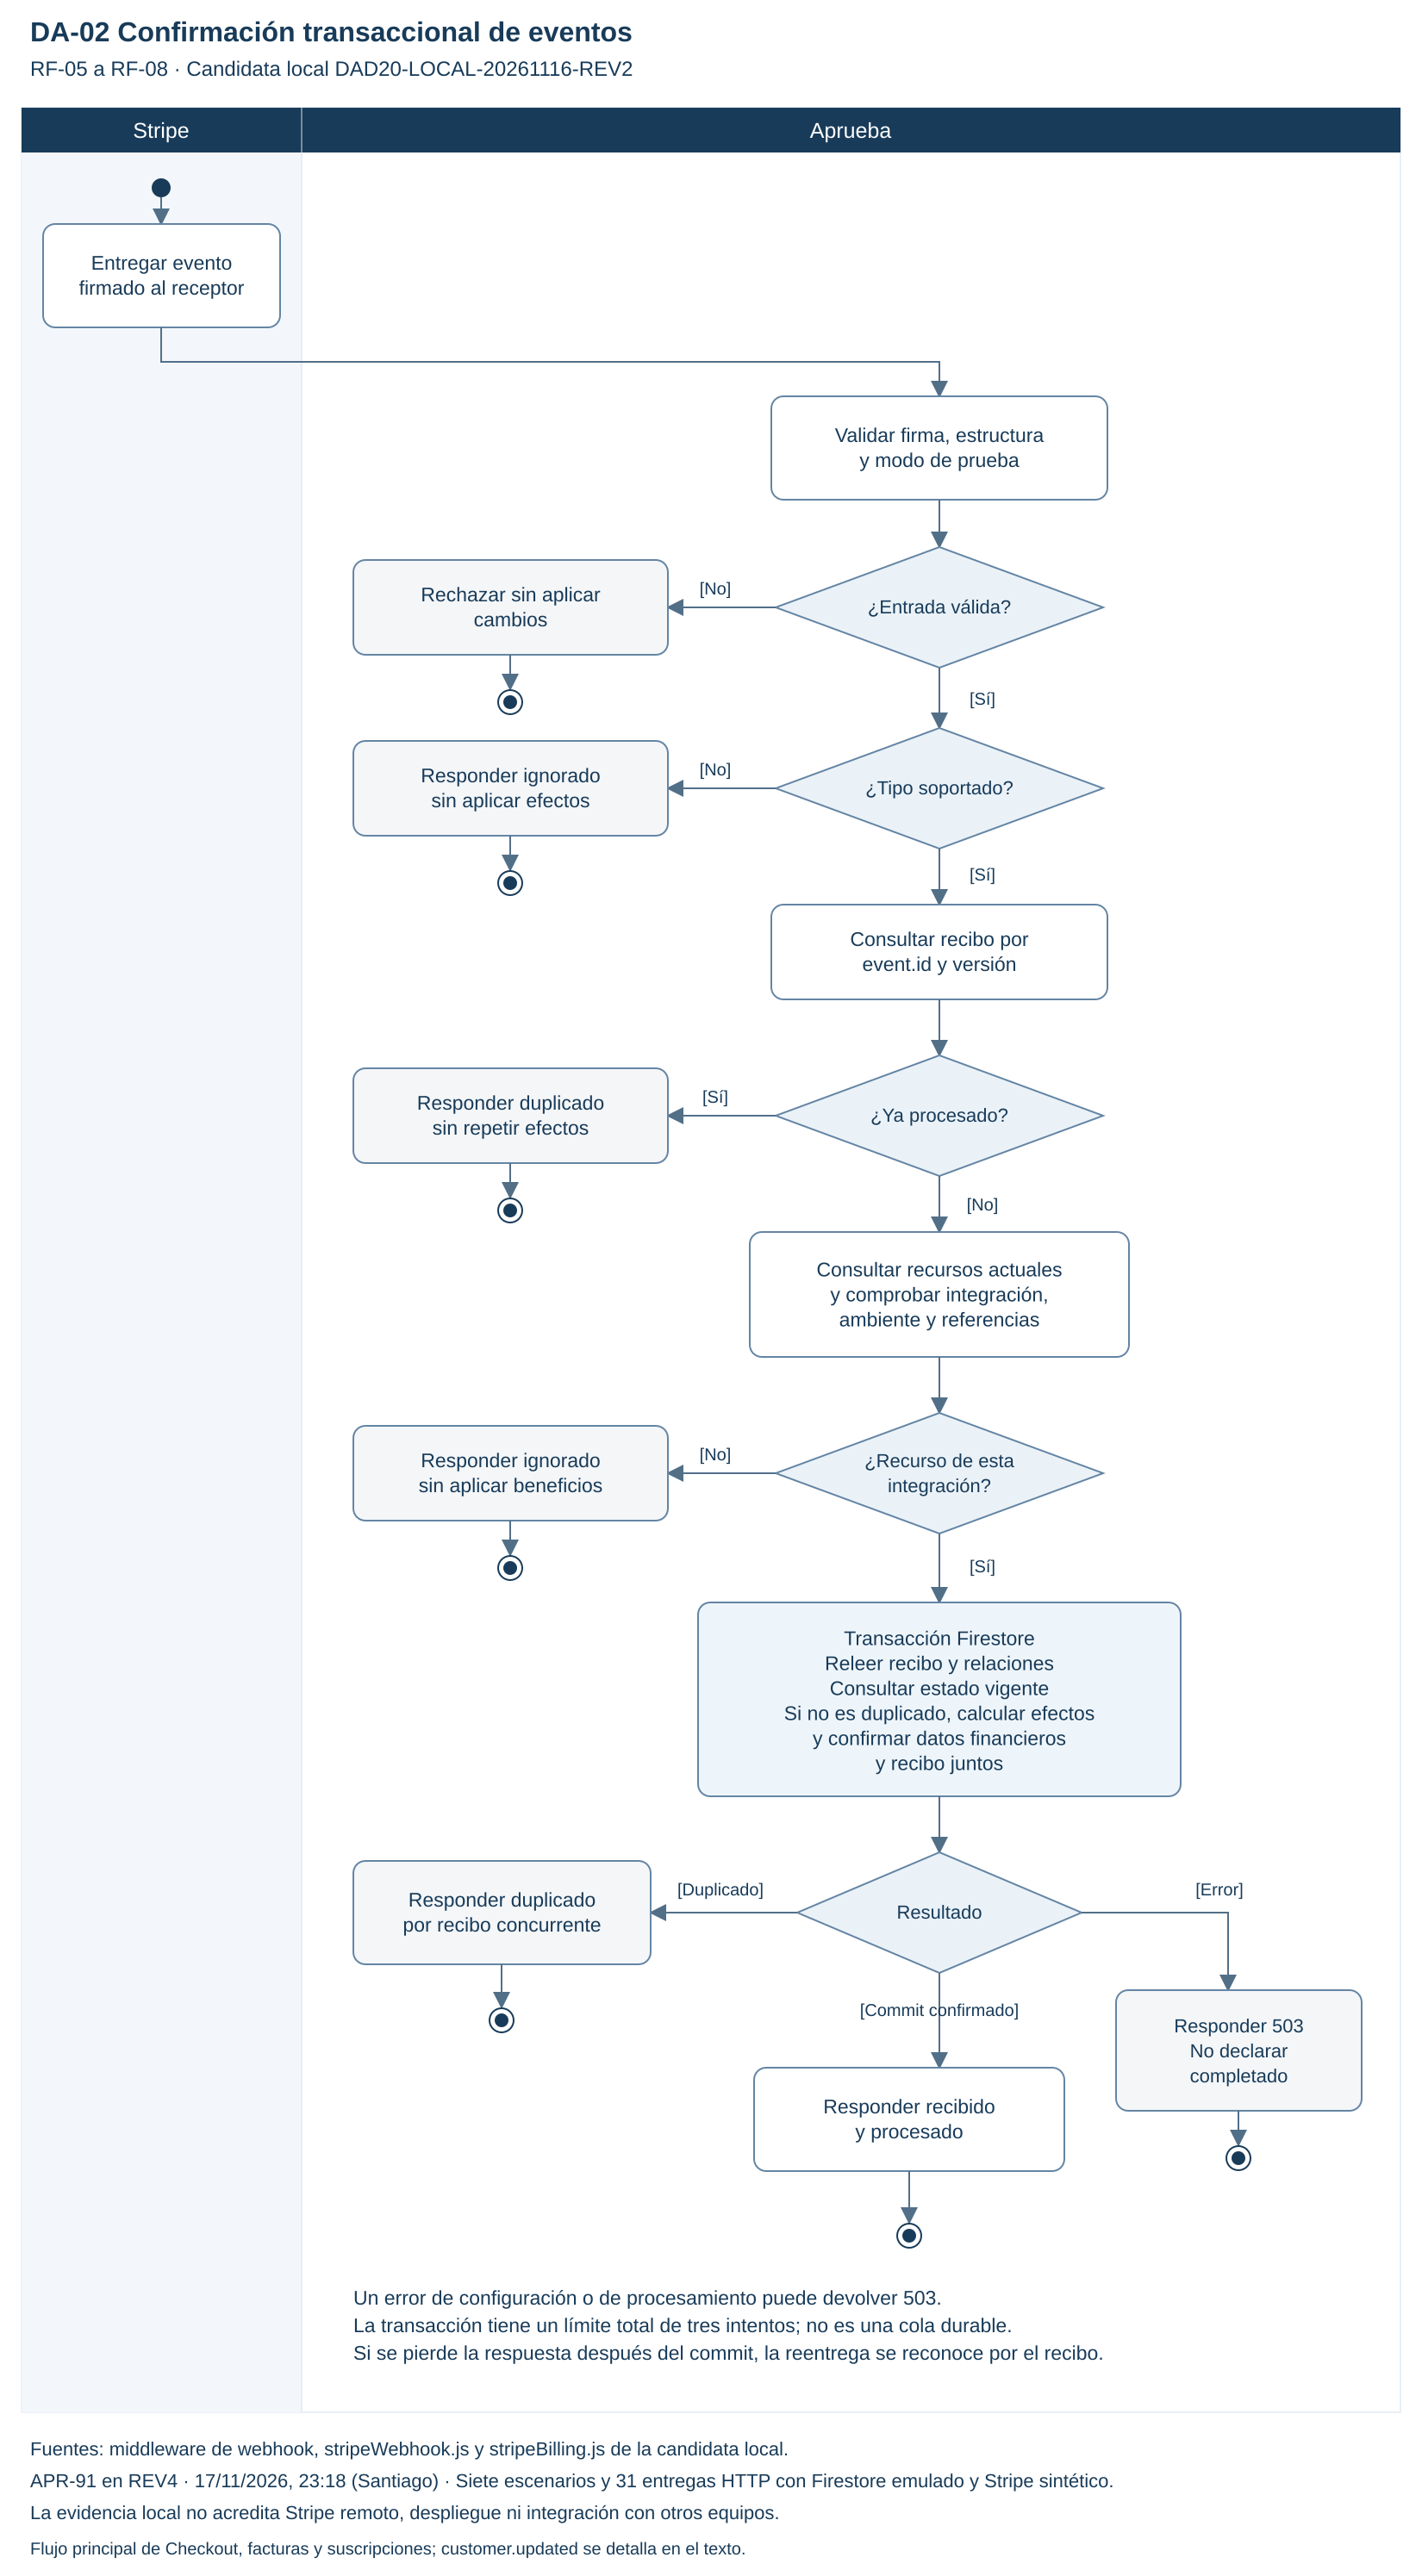 DA-02 Confirmación transaccional de eventos
RF-05 a RF-08 · Candidata local DAD20-LOCAL-20261116-REV2
Stripe
Aprueba
Entregar evento
firmado al receptor
Validar firma, estructura
y modo de prueba
¿Entrada válida?
[No]
Rechazar sin aplicar
cambios
[Sí]
¿Tipo soportado?
[No]
Responder ignorado
sin aplicar efectos
[Sí]
Consultar recibo por
event.id y versión
¿Ya procesado?
[Sí]
Responder duplicado
sin repetir efectos
[No]
Consultar recursos actuales
y comprobar integración,
ambiente y referencias
¿Recurso de esta
integración?
[No]
Responder ignorado
sin aplicar beneficios
[Sí]
Transacción Firestore
Releer recibo y relaciones
Consultar estado vigente
Si no es duplicado, calcular efectos
y confirmar datos financieros
y recibo juntos
Resultado
[Duplicado]
Responder duplicado
por recibo concurrente
[Error]
Responder 503
No declarar
completado
[Commit confirmado]
Responder recibido
y procesado
Un error de configuración o de procesamiento puede devolver 503.
La transacción tiene un límite total de tres intentos; no es una cola durable.
Si se pierde la respuesta después del commit, la reentrega se reconoce por el recibo.
Fuentes: middleware de webhook, stripeWebhook.js y stripeBilling.js de la candidata local.
APR-91 en REV4 · 17/11/2026, 23:18 (Santiago) · Siete escenarios y 31 entregas HTTP con Firestore emulado y Stripe sintético.
La evidencia local no acredita Stripe remoto, despliegue ni integración con otros equipos.
Flujo principal de Checkout, facturas y suscripciones; customer.updated se detalla en el texto.